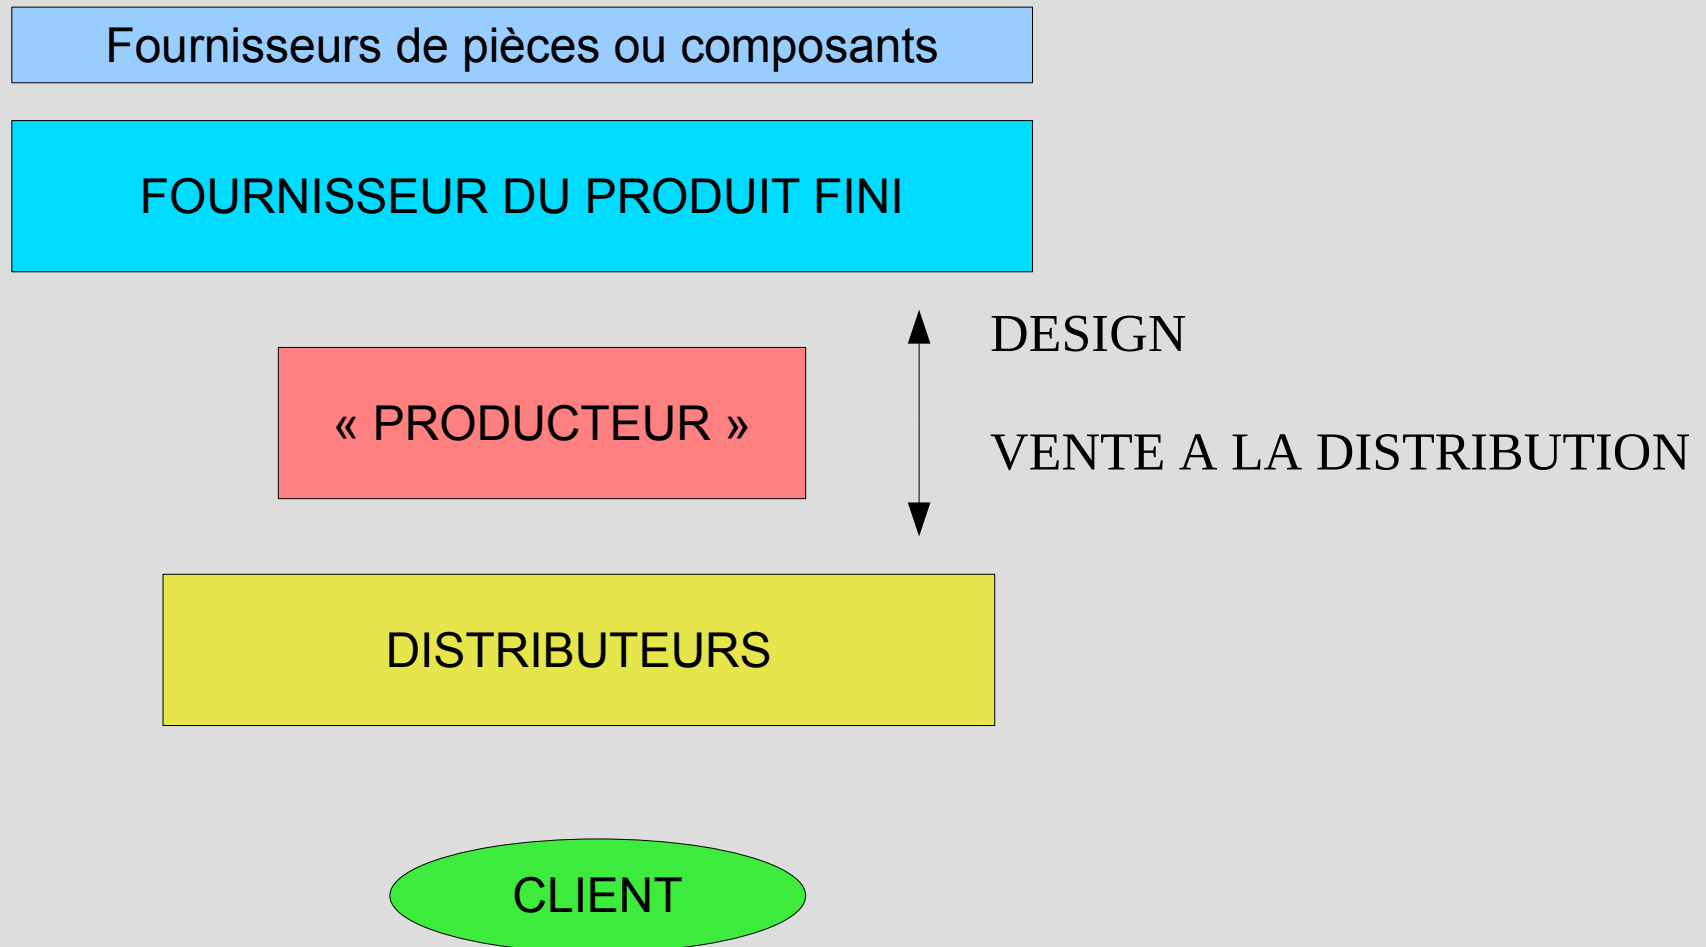 Fournisseurs de pièces ou composants
FOURNISSEUR DU PRODUIT FINI
DESIGN
« PRODUCTEUR »
VENTE A LA DISTRIBUTION
DISTRIBUTEURS
CLIENT